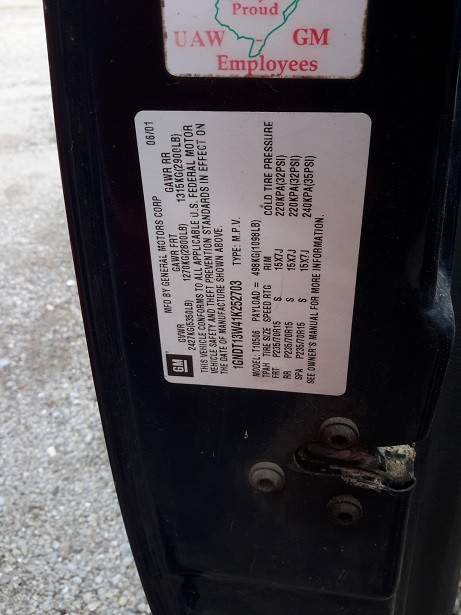 Proud
UAW - GM
Employees
GM
MFD BY GENERAL MOTORS CORP 06/01
GVWR GAWR FRT GAWR RR
2427KG(5350LB) 1270KG(2800LB) 1315KG(2900LB)
THIS VEHICLE CONFORMS TO ALL APPLICABLE U.S. FEDERAL MOTOR
VEHICLE SAFETY AND THEFT PREVENTION STANDARDS IN EFFECT ON
THE DATE OF MANUFACTURE SHOWN ABOVE.
1GNDT13W41K252703 TYPE: M.P.V.
MODEL: T10506 PAYLOAD = 498KG(1098LB)
TPAH TIRE SIZE SPEED RTG RIM COLD TIRE PRESSURE
FRT P235/70R15 S 15X7J 220KPA(32PSI)
RR P235/70R15 S 15X7J 220KPA(32PSI)
SPA P235/70R15 S 15X7J 240KPA(35PSI)
SEE OWNER'S MANUAL FOR MORE INFORMATION.